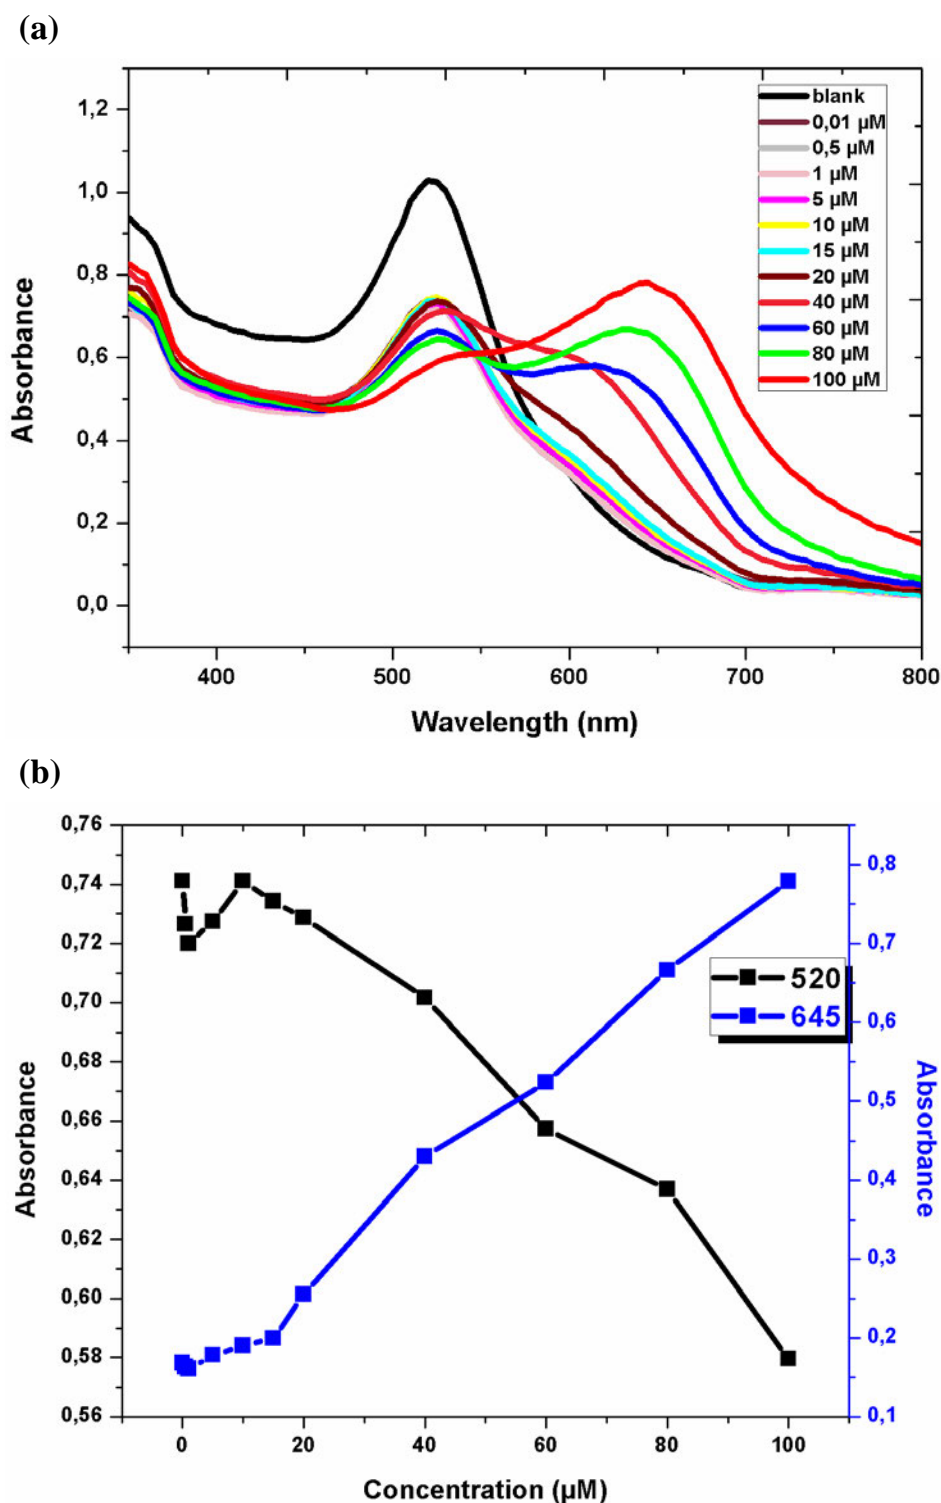 (a)
Absorbance
1,2
1,0
0,8
0,6
0,4
0,2
0,0
blank
0,01 µM
0,5 µM
1 µM
5 µM
10 µM
15 µM
20 µM
40 µM
60 µM
80 µM
100 µM
400 500 600 700 800
Wavelength (nm)
(b)
Absorbance
0,76
0,74
0,72
0,70
0,68
0,66
0,64
0,62
0,60
0,58
0,56
520
645
0,8
0,7
0,6
0,5
0,4
0,3
0,2
0,1
Absorbance
0 20 40 60 80 100
Concentration (µM)